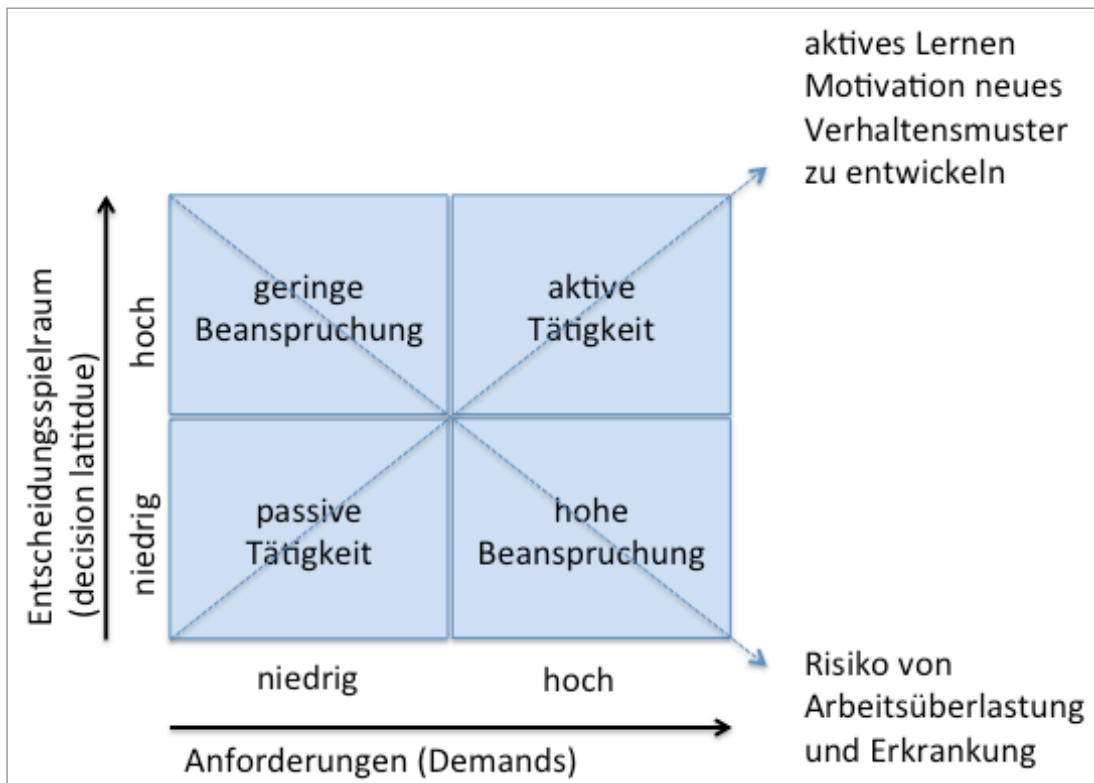 aktives Lernen
Motivation neues
Verhaltensmuster
zu entwickeln
Entscheidungsspielraum
(decision latitdue)
hoch
niedrig
geringe
Beanspruchung
aktive
Tätigkeit
passive
Tätigkeit
hohe
Beanspruchung
niedrig
hoch
Anforderungen (Demands)
Risiko von
Arbeitsüberlastung
und Erkrankung